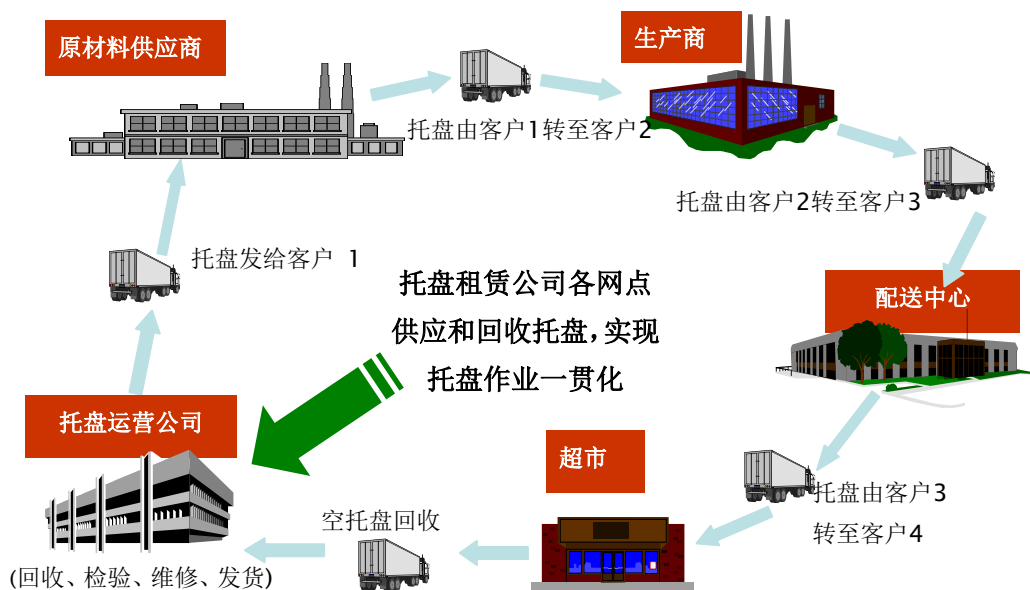 原材料供应商
生产商
托盘由客户1转至客户2
托盘由客户2转至客户3
托盘发给客户 1
托盘租赁公司各网点
供应和回收托盘,实现
托盘作业一贯化
配送中心
托盘运营公司
超市
托盘由客户3
转至客户4
空托盘回收
(回收、检验、维修、发货)